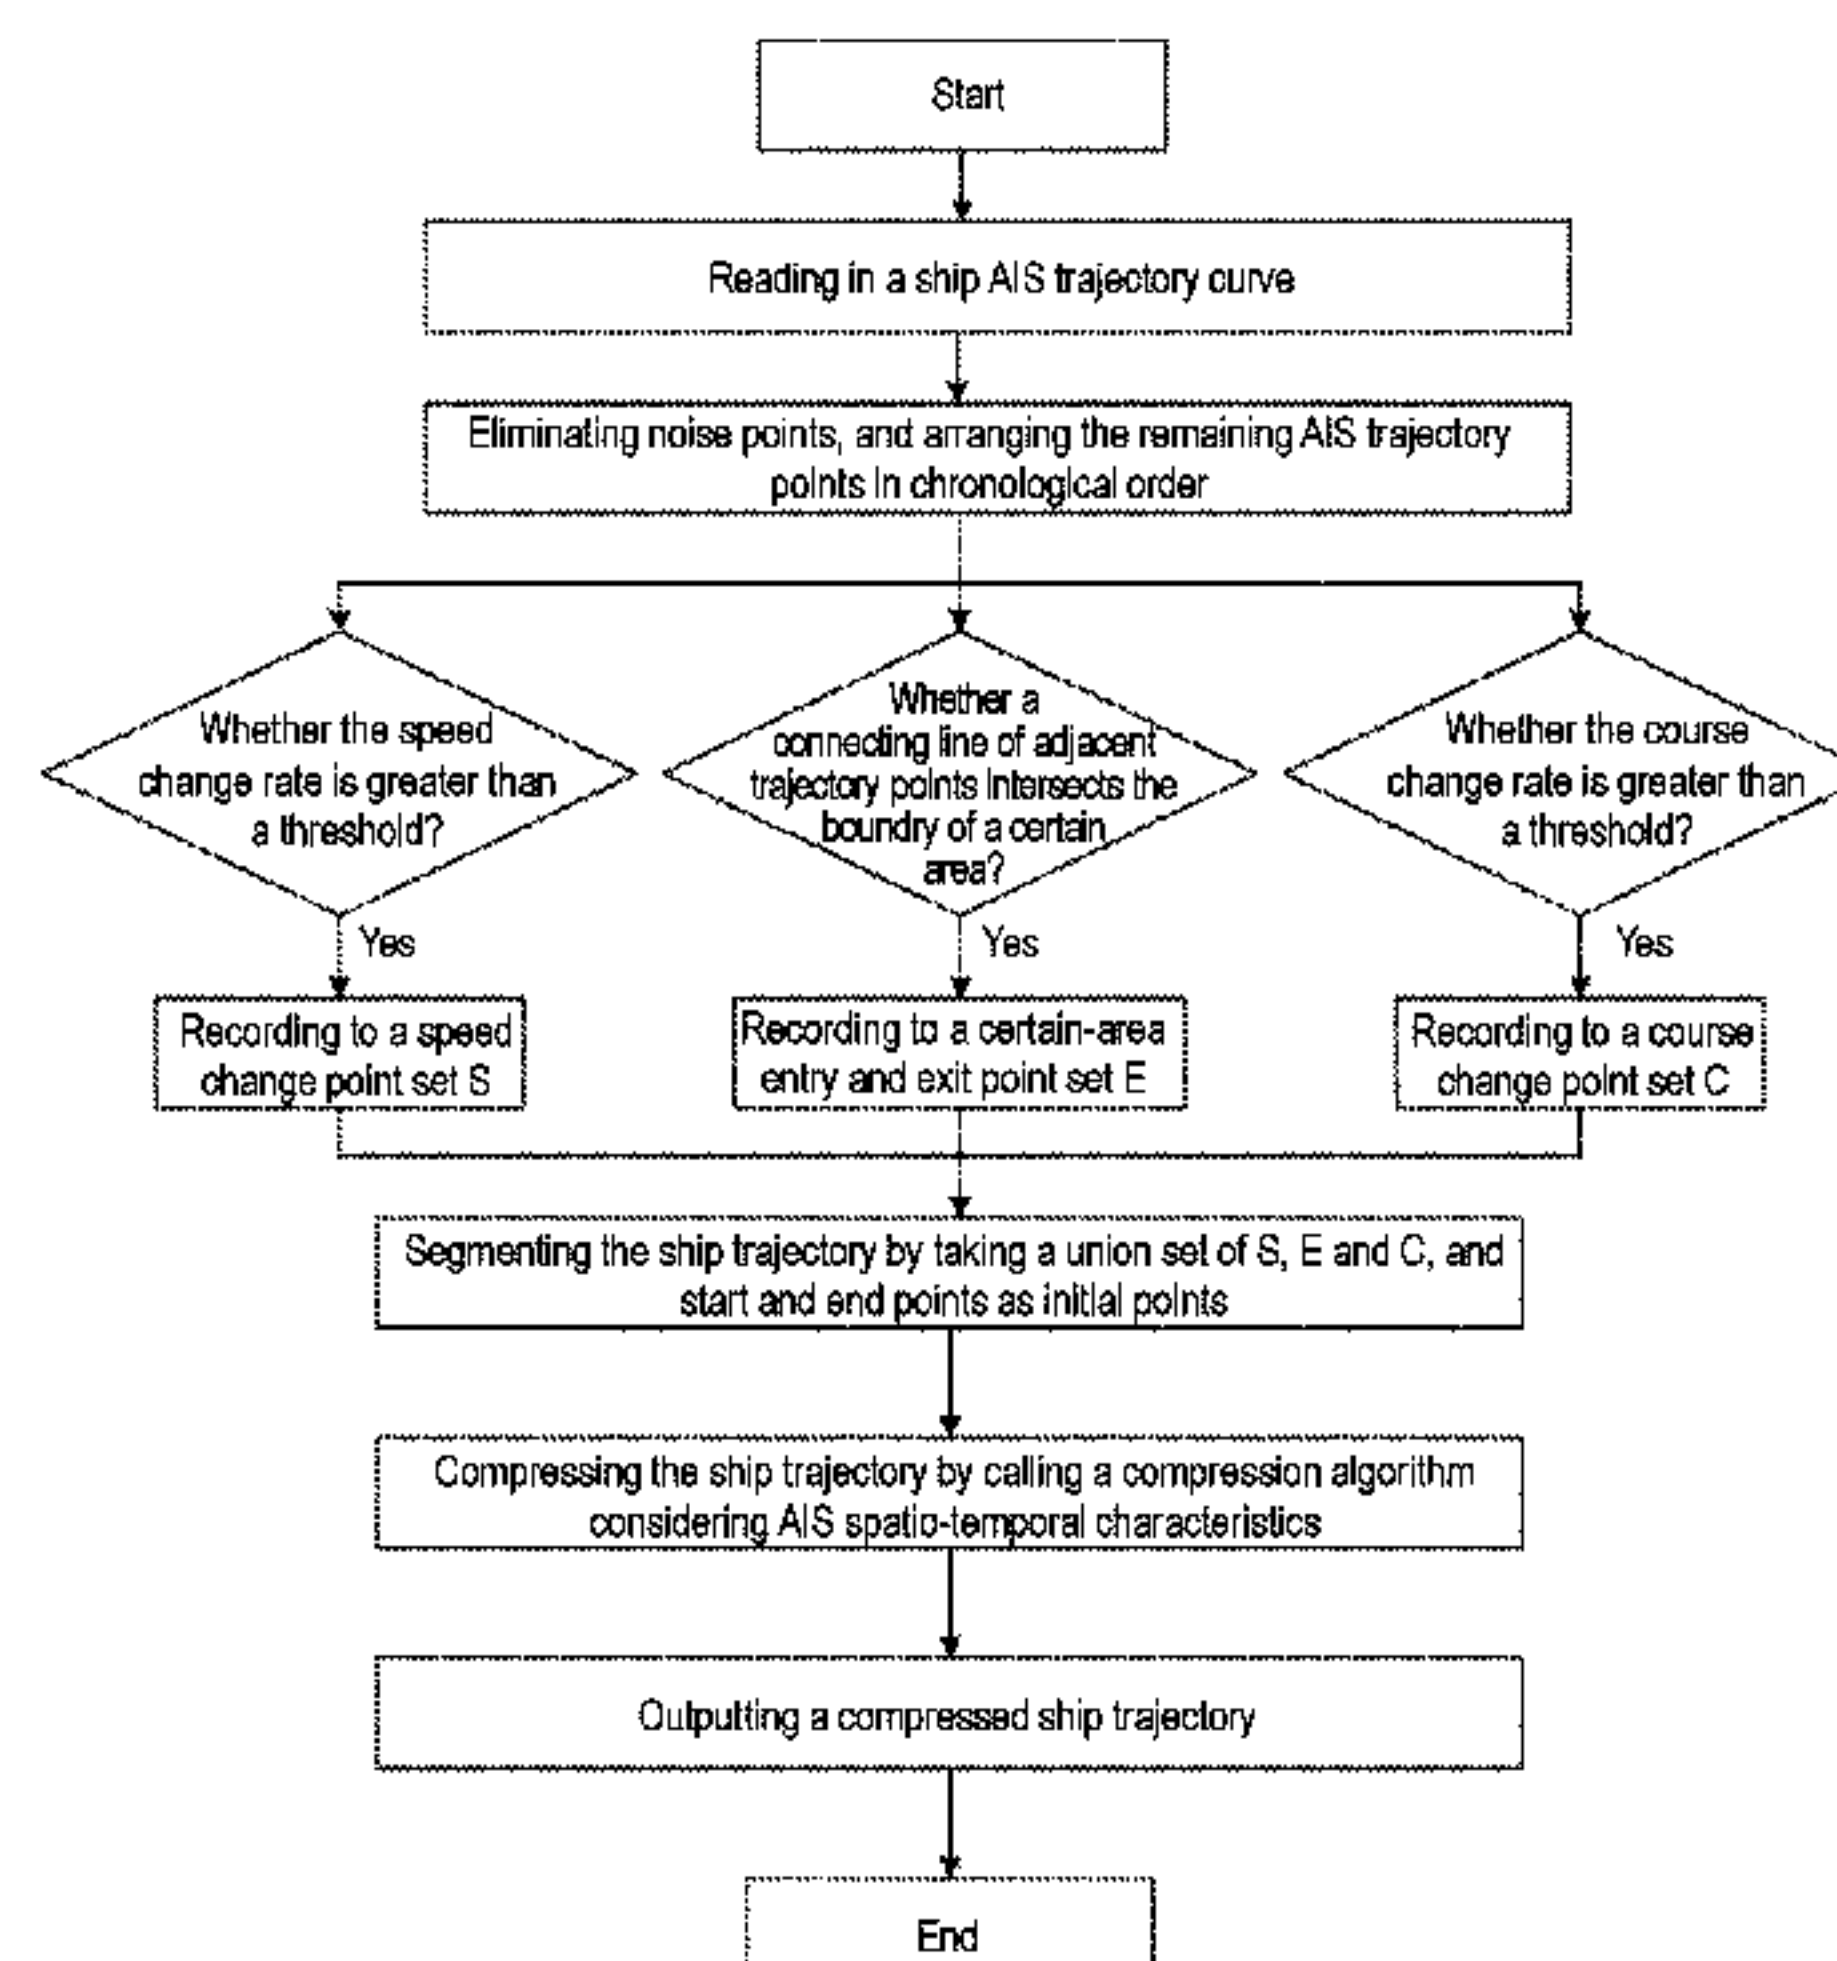 Start
Reading in a ship AIS trajectory curve
Eliminating noise points, and arranging the remaining AIS trajectory
points in chronological order
Whether the speed
change rate is greater than
a threshold?
Whether a
connecting line of adjacent
trajectory points intersects the
boundry of a certain
area?
Whether the course
change rate is greater than
a threshold?
Yes
Yes
Yes
Recording to a speed
change point set S
Recording to a certain-area
entry and exit point set E
Recording to a course
change point set C
Segmenting the ship trajectory by taking a union set of S, E and C, and
start and end points as initial points
Compressing the ship trajectory by calling a compression algorithm
considering AIS spatio-temporal characteristics
Outputting a compressed ship trajectory
End